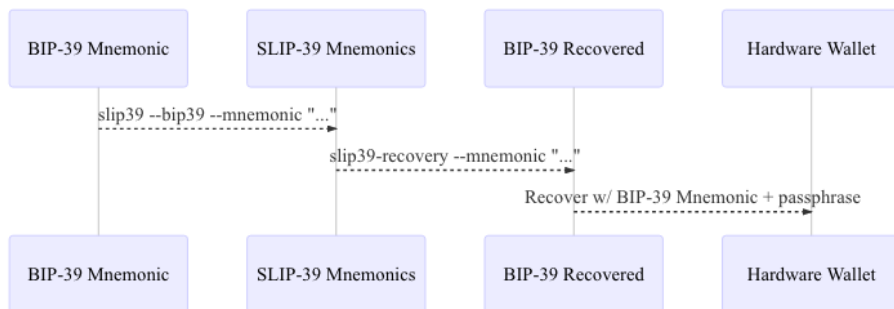 BIP-39 Mnemonic
SLIP-39 Mnemonics
BIP-39 Recovered
Hardware Wallet
slip39 --bip39 --mnemonic "..."
slip39-recovery --mnemonic "..."
Recover w/ BIP-39 Mnemonic + passphrase
BIP-39 Mnemonic
SLIP-39 Mnemonics
BIP-39 Recovered
Hardware Wallet